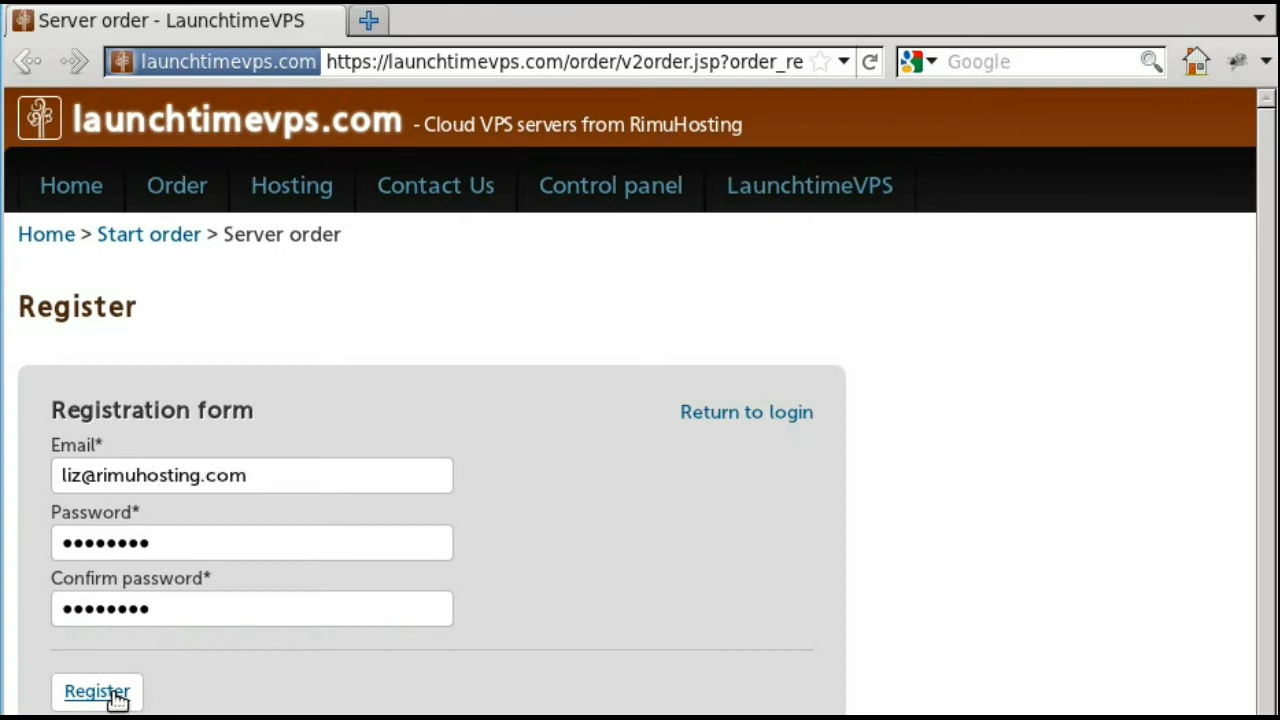 Server order - LaunchtimeVPS
launchtimevps.com https://launchtimevps.com/order/v2order.jsp?order_re Google
launchtimevps.com - Cloud VPS servers from RimuHosting
Home Order Hosting Contact Us Control panel LaunchtimeVPS
Home > Start order > Server order
Register
Registration form Return to login
Email*
liz@rimuhosting.com
Password*
••••••••
Confirm password*
••••••••
Register